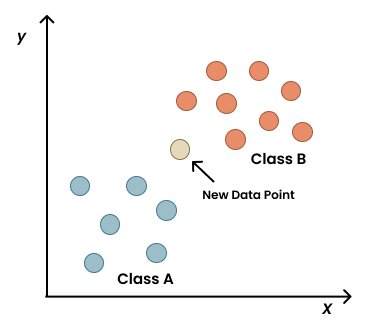 y
Class B
New Data Point
Class A
X